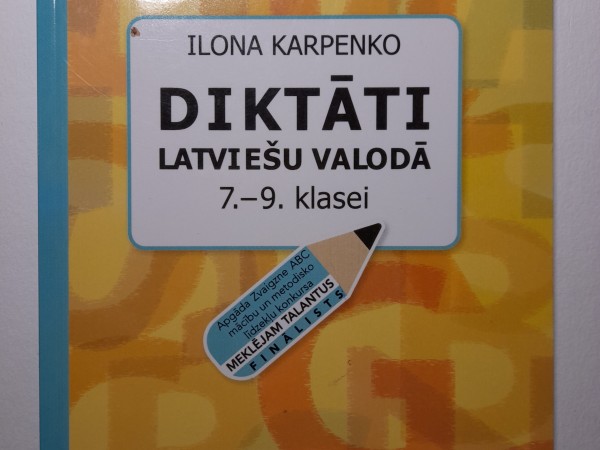 ILONA KARPENKO
DIKTĀTI
LATVIEŠU VALODĀ
7.–9. klasei
Apgāda Zvaigzne ABC
mācību un metodisko
līdzekļu konkursa
MEKLĒJAM TALANTUS
FINĀLISTS